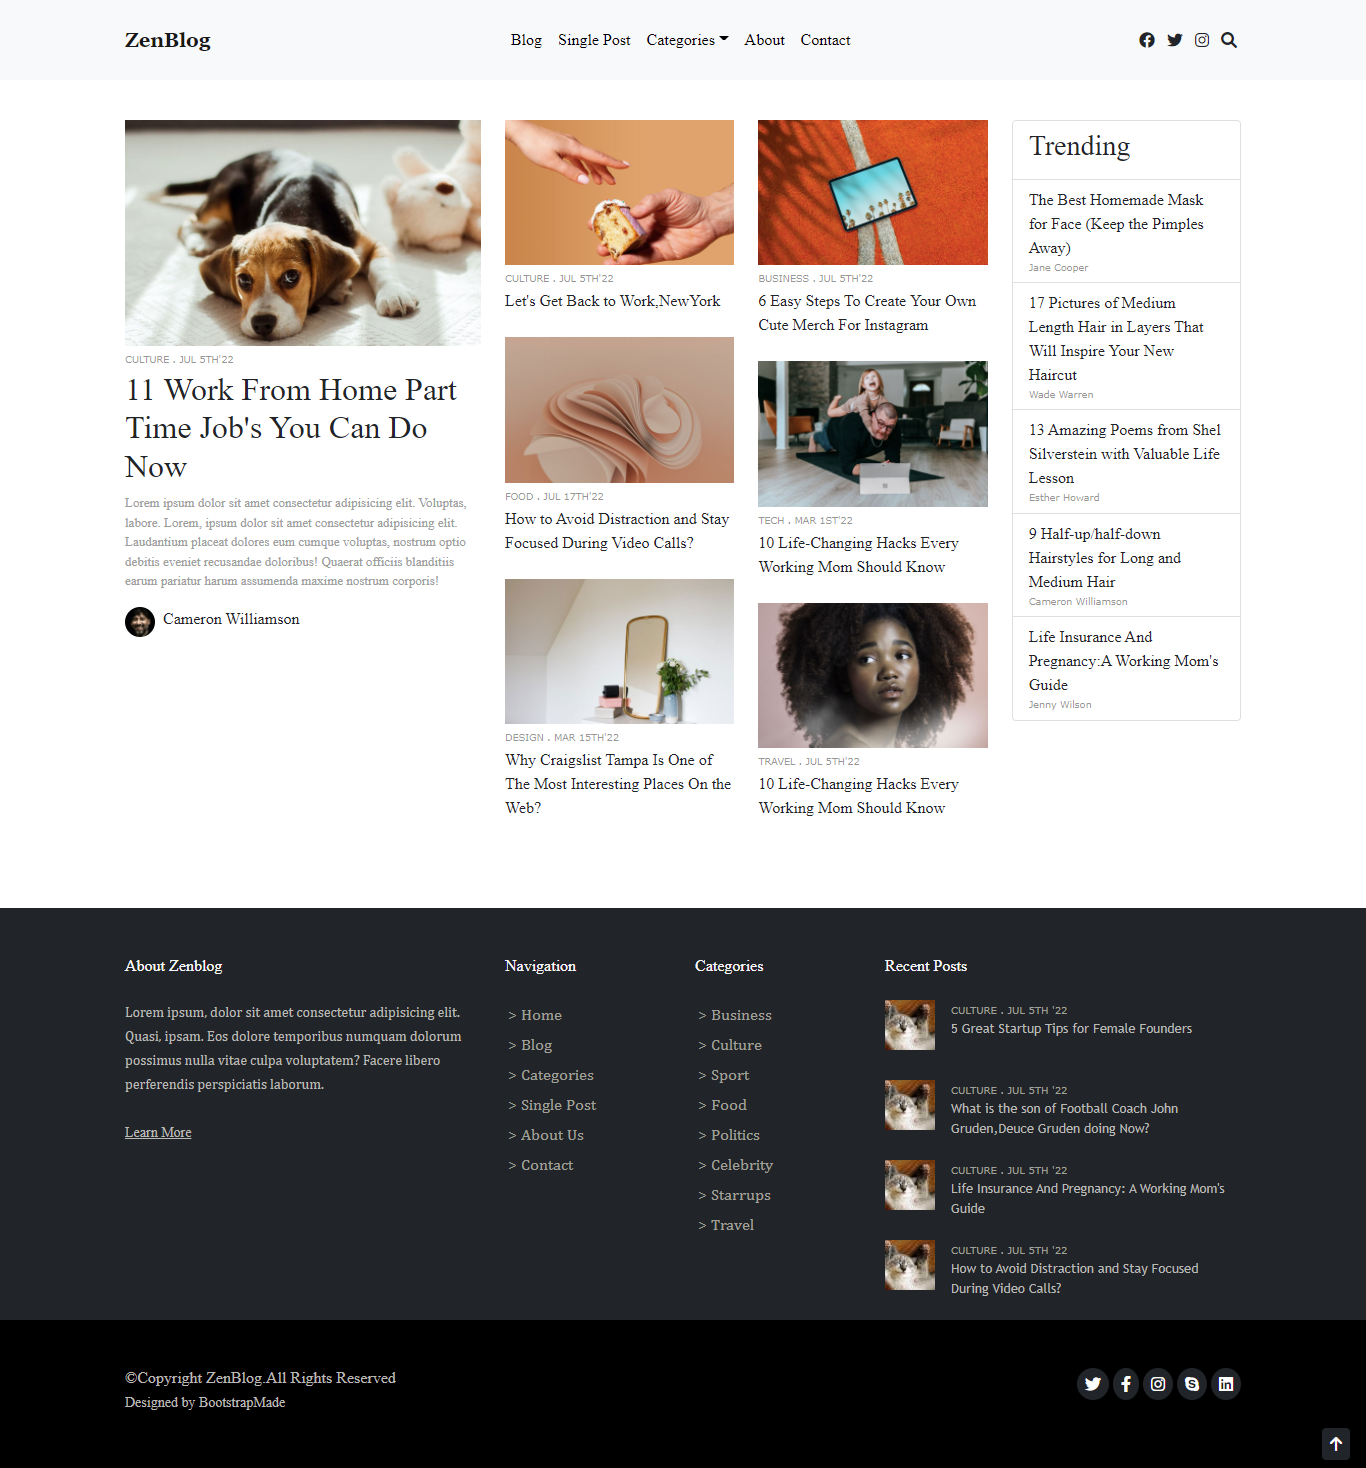 ZenBlog
Blog Single Post Categories About Contact
CULTURE . JUL 5TH'22
11 Work From Home Part
Time Job's You Can Do
Now
Lorem ipsum dolor sit amet consectetur adipisicing elit. Voluptas,
labore. Lorem, ipsum dolor sit amet consectetur adipisicing elit.
Laudantium placeat dolores eum cumque voluptas, nostrum optio
debitis eveniet recusandae doloribus! Quaerat officiis blanditiis
earum pariatur harum assumenda maxime nostrum corporis!
Cameron Williamson
CULTURE . JUL 5TH'22
Let's Get Back to Work,NewYork
FOOD . JUL 17TH'22
How to Avoid Distraction and Stay
Focused During Video Calls?
DESIGN . MAR 15TH'22
Why Craigslist Tampa Is One of
The Most Interesting Places On the
Web?
BUSINESS . JUL 5TH'22
6 Easy Steps To Create Your Own
Cute Merch For Instagram
TECH . MAR 1ST'22
10 Life-Changing Hacks Every
Working Mom Should Know
TRAVEL . JUL 5TH'22
10 Life-Changing Hacks Every
Working Mom Should Know
Trending
The Best Homemade Mask
for Face (Keep the Pimples
Away)
Jane Cooper
17 Pictures of Medium
Length Hair in Layers That
Will Inspire Your New
Haircut
Wade Warren
13 Amazing Poems from Shel
Silverstein with Valuable Life
Lesson
Esther Howard
9 Half-up/half-down
Hairstyles for Long and
Medium Hair
Cameron Williamson
Life Insurance And
Pregnancy:A Working Mom's
Guide
Jenny Wilson
About Zenblog
Lorem ipsum, dolor sit amet consectetur adipisicing elit.
Quasi, ipsam. Eos dolore temporibus numquam dolorum
possimus nulla vitae culpa voluptatem? Facere libero
perferendis perspiciatis laborum.
Learn More
Navigation
> Home
> Blog
> Categories
> Single Post
> About Us
> Contact
Categories
> Business
> Culture
> Sport
> Food
> Politics
> Celebrity
> Starrups
> Travel
Recent Posts
CULTURE . JUL 5TH '22
5 Great Startup Tips for Female Founders
CULTURE . JUL 5TH '22
What is the son of Football Coach John
Gruden,Deuce Gruden doing Now?
CULTURE . JUL 5TH '22
Life Insurance And Pregnancy: A Working Mom's
Guide
CULTURE . JUL 5TH '22
How to Avoid Distraction and Stay Focused
During Video Calls?
©Copyright ZenBlog.All Rights Reserved
Designed by BootstrapMade